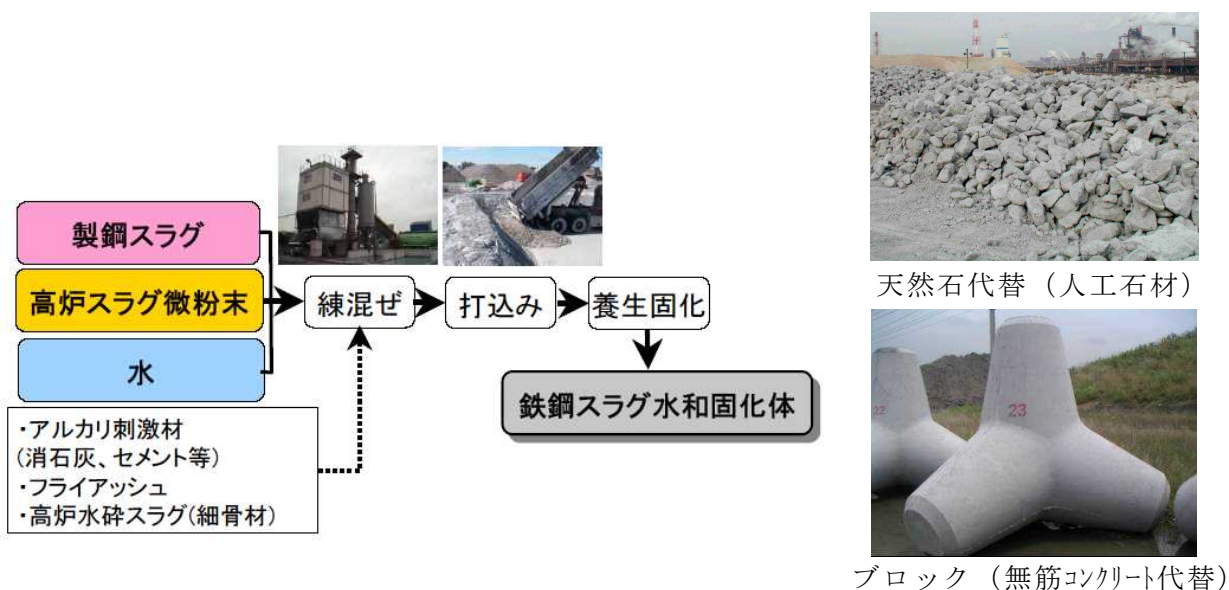 製鋼スラグ
高炉スラグ微粉末
水
・アルカリ刺激材
(消石灰、セメント等)
・フライアッシュ
・高炉水砕スラグ(細骨材)
練混ぜ
打込み
養生固化
鉄鋼スラグ水和固化体
天然石代替（人工石材）
22
23
ブロック（無筋ｺﾝｸﾘｰﾄ代替）